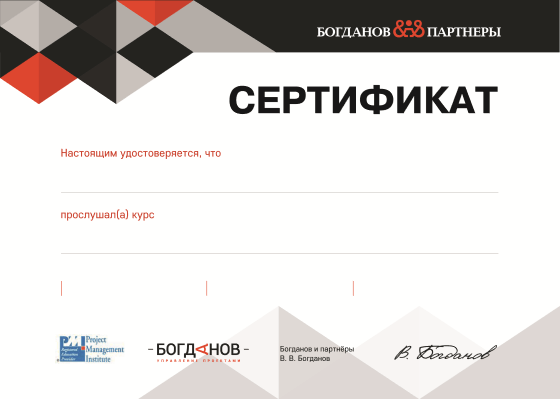 БОГДАНОВ ПАРТНЕРЫ
СЕРТИФИКАТ
Настоящим удостоверяется, что
прослушал(а) курс
PMI
Registered
Education
Provider
Project
Management
Institute
БОГДАНОВ
УПРАВЛЕНИЕ ПРОЕКТАМИ
Богданов и партнёры
В. В. Богданов
В. Богданов